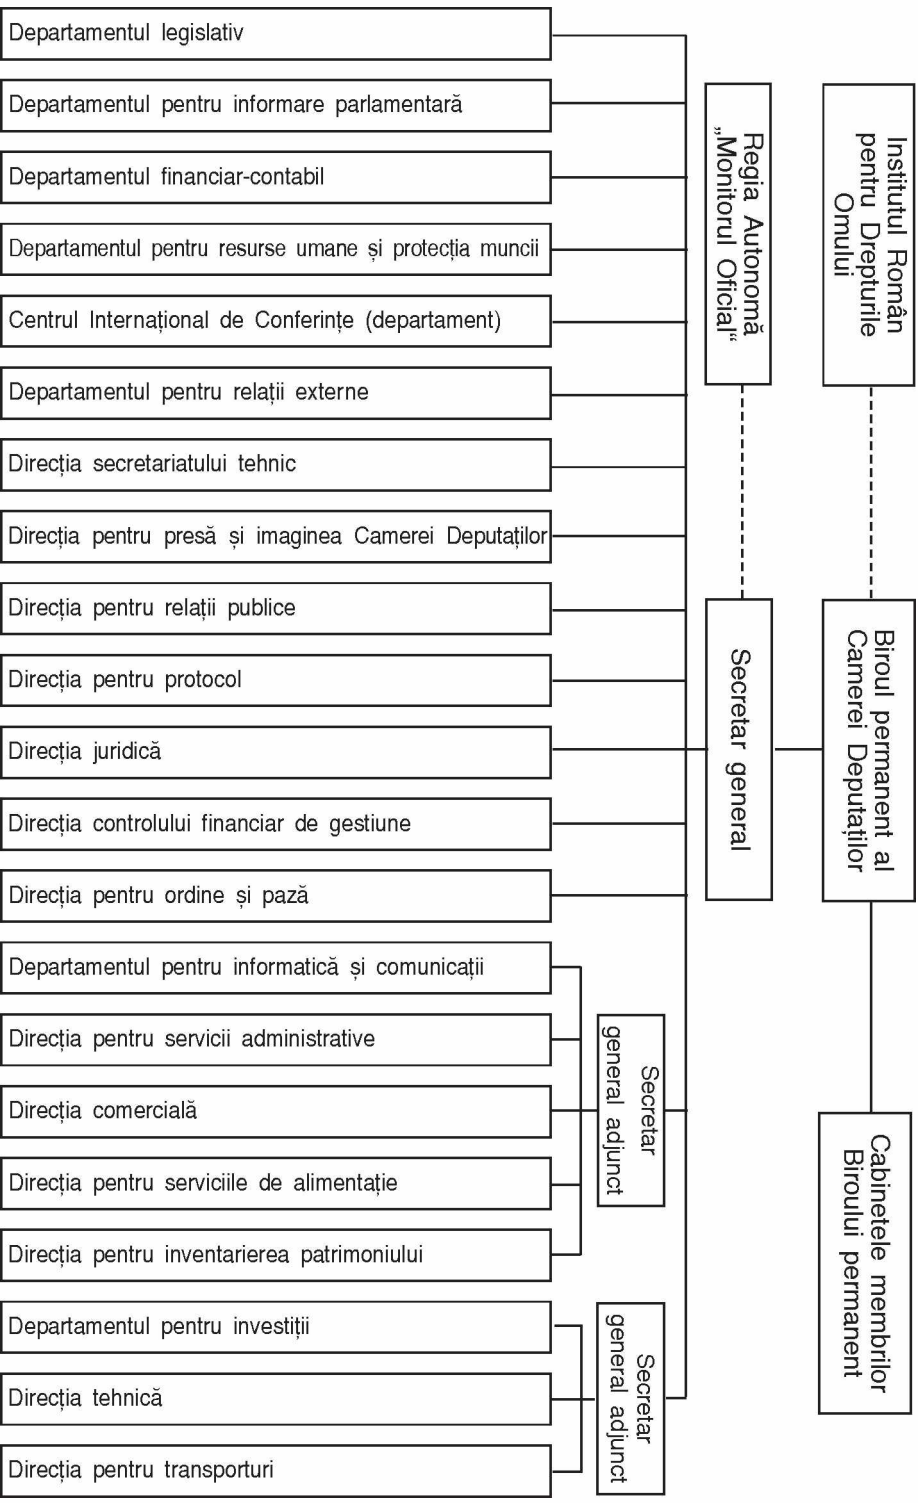 Departamentul legislativ
Departamentul pentru informare parlamentară
Departamentul financiar-contabil
Departamentul pentru resurse umane și protecția muncii
Centrul Internațional de Conferințe (departament)
Departamentul pentru relații externe
Direcția secretariatului tehnic
Direcția pentru presă și imaginea Camerei Deputaților
Direcția pentru relații publice
Direcția pentru protocol
Direcția juridică
Direcția controlului financiar de gestiune
Direcția pentru ordine și pază
Departamentul pentru informatică și comunicații
Direcția pentru servicii administrative
Direcția comercială
Direcția pentru serviciile de alimentație
Direcția pentru inventarierea patrimoniului
Departamentul pentru investiții
Direcția tehnică
Direcția pentru transporturi
Secretar
general adjunct
Secretar
general adjunct
Regia Autonomă
„Monitorul Oficial“
Secretar general
Institutul Român
pentru Drepturile
Omului
Biroul permanent al
Camerei Deputaților
Cabinetele membrilor
Biroului permanent